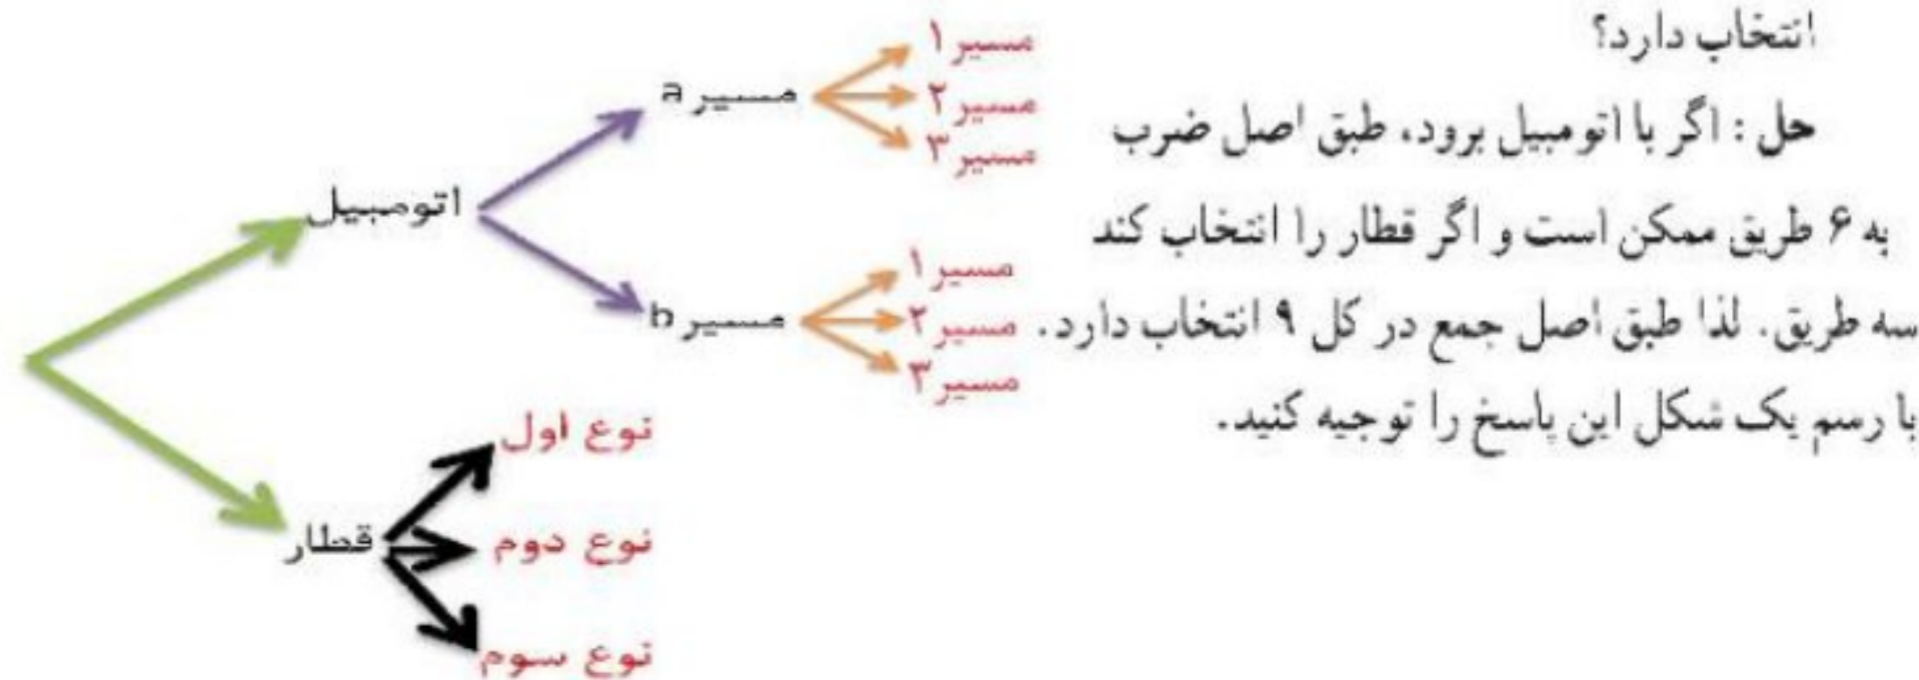 انتخاب دارد؟
حل : اگر با اتومبیل برود، طبق اصل ضرب
به ۶ طریق ممکن است و اگر قطار را انتخاب کند
سه طریق. لذا طبق اصل جمع در کل ۹ انتخاب دارد.
با رسم یک شکل این پاسخ را توجیه کنید.
اتومبیل
مسیر a
مسیر ۱
مسیر ۲
مسیر ۳
مسیر b
مسیر ۱
مسیر ۲
مسیر ۳
قطار
نوع اول
نوع دوم
نوع سوم